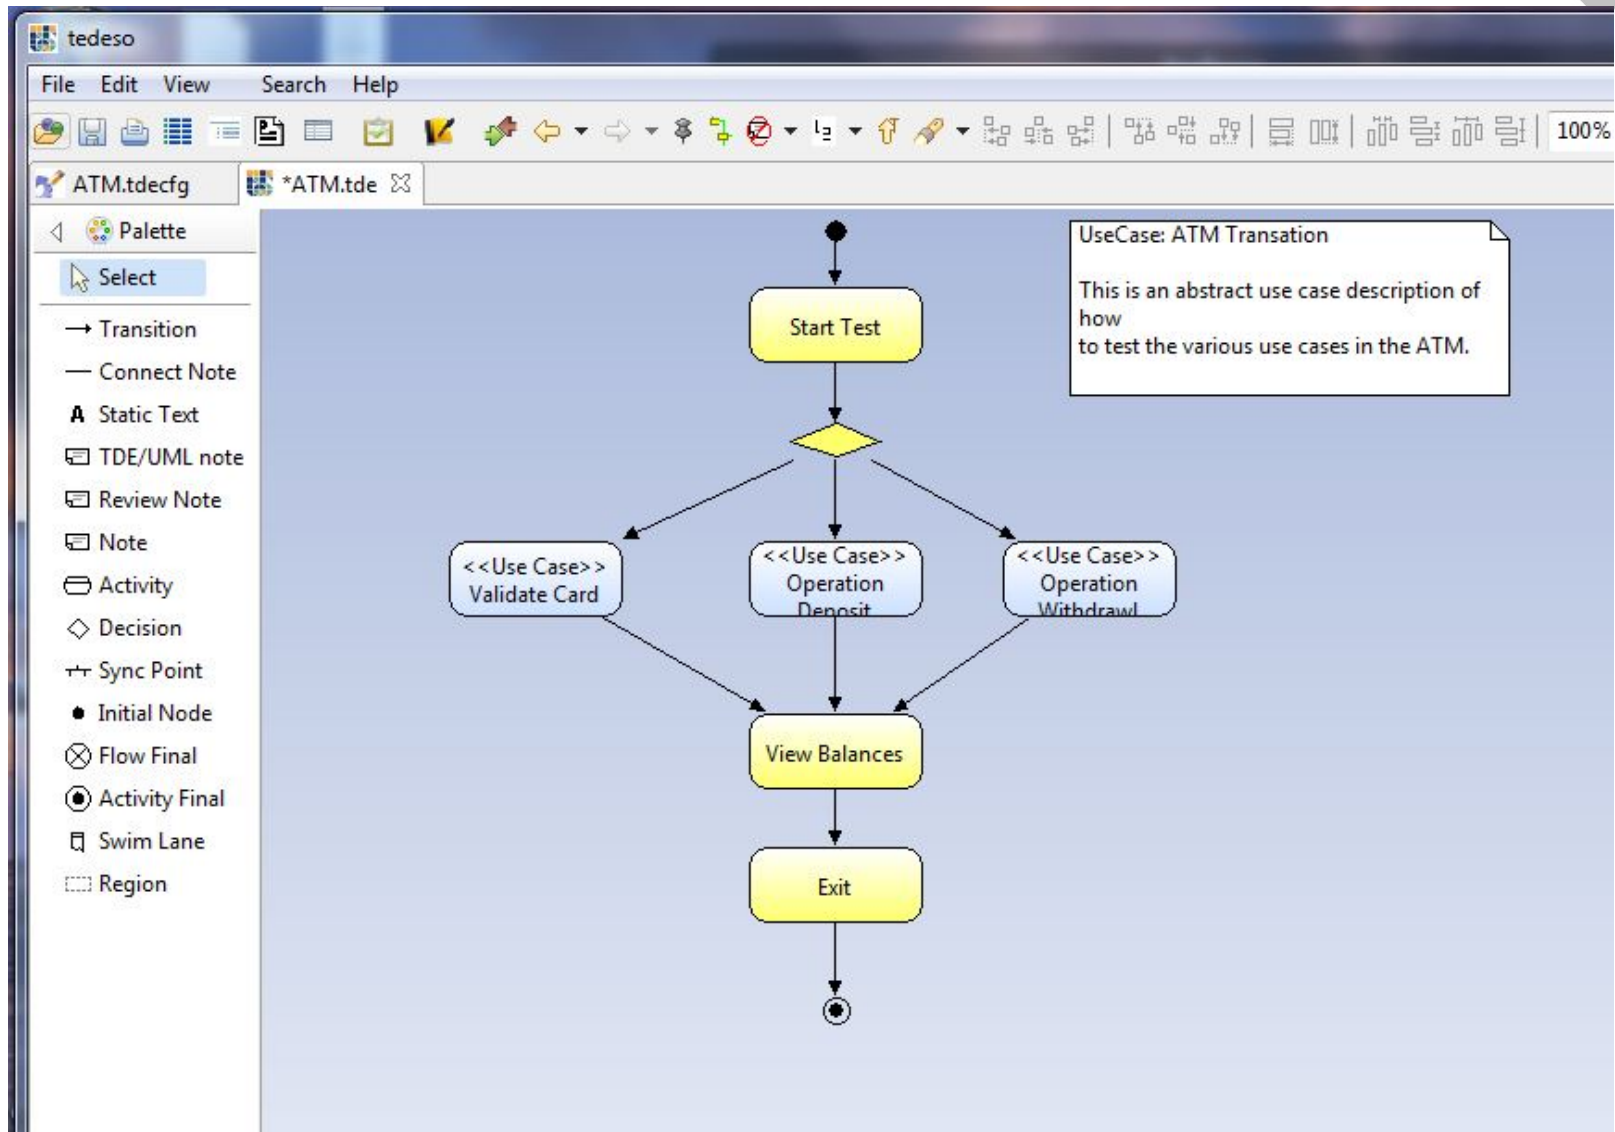 tedeso
File Edit View Search Help
100%
ATM.tdecfg
*ATM.tde
Palette
Select
Transition
Connect Note
A Static Text
TDE/UML note
Review Note
Note
Activity
Decision
Sync Point
Initial Node
Flow Final
Activity Final
Swim Lane
Region
UseCase: ATM Transation
This is an abstract use case description of
how
to test the various use cases in the ATM.
Start Test
<<Use Case>>
Validate Card
<<Use Case>>
Operation
Deposit
<<Use Case>>
Operation
Withdrawl
View Balances
Exit